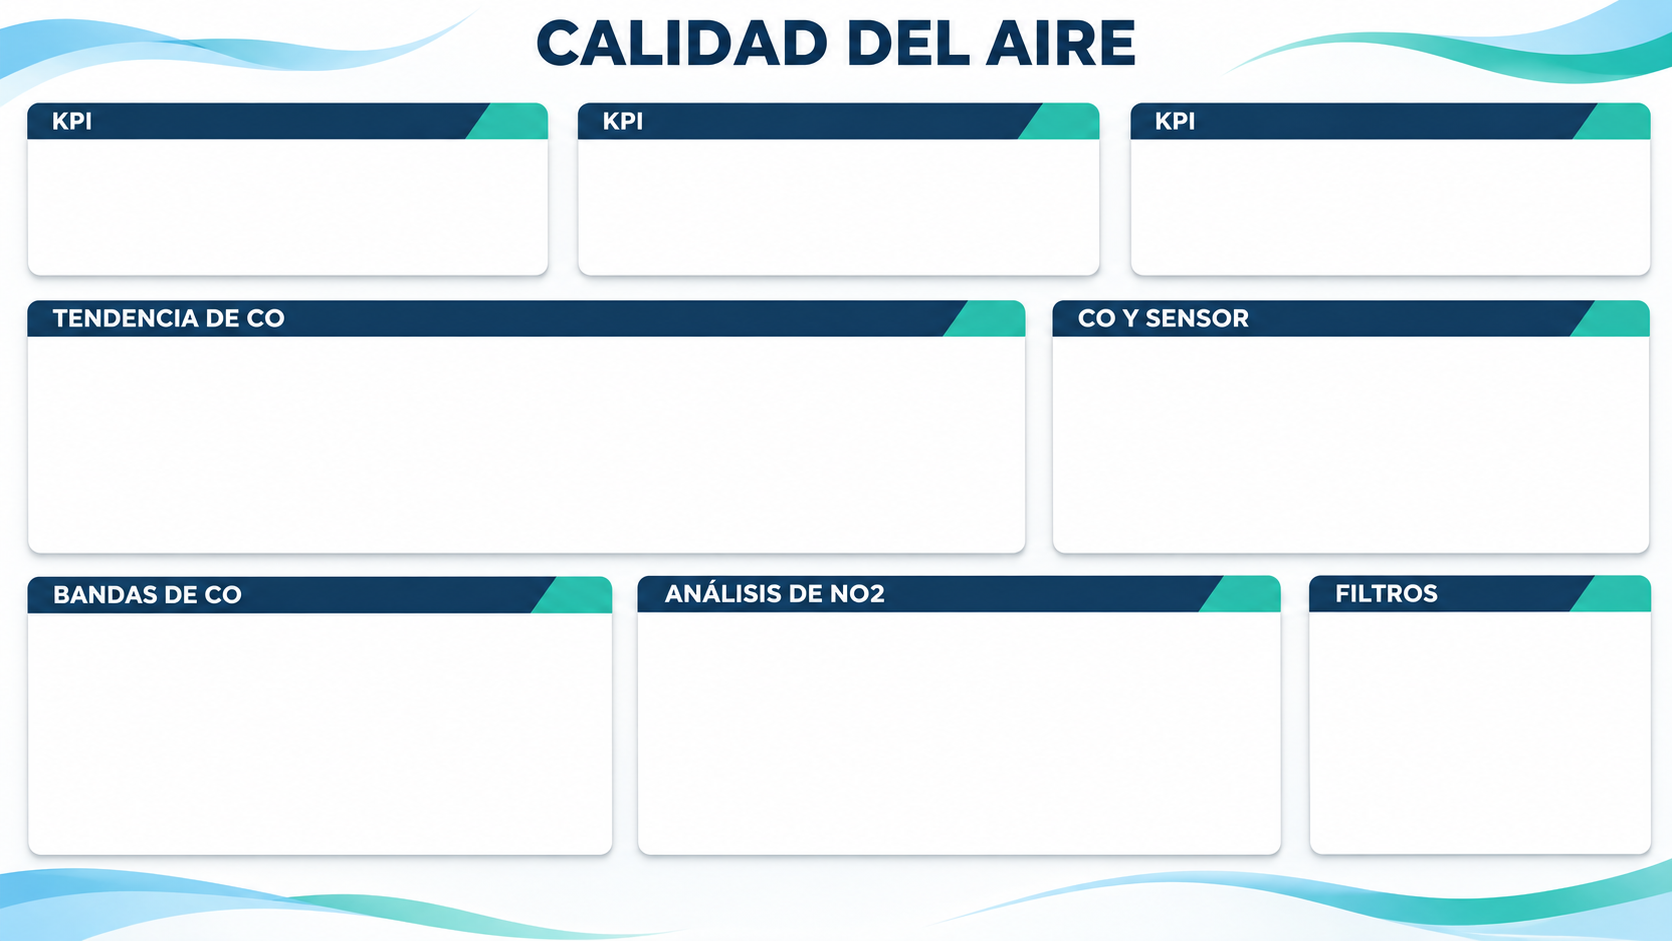 CALIDAD DEL AIRE
KPI
KPI
KPI
TENDENCIA DE CO
CO Y SENSOR
BANDAS DE CO
ANÁLISIS DE NO2
FILTROS